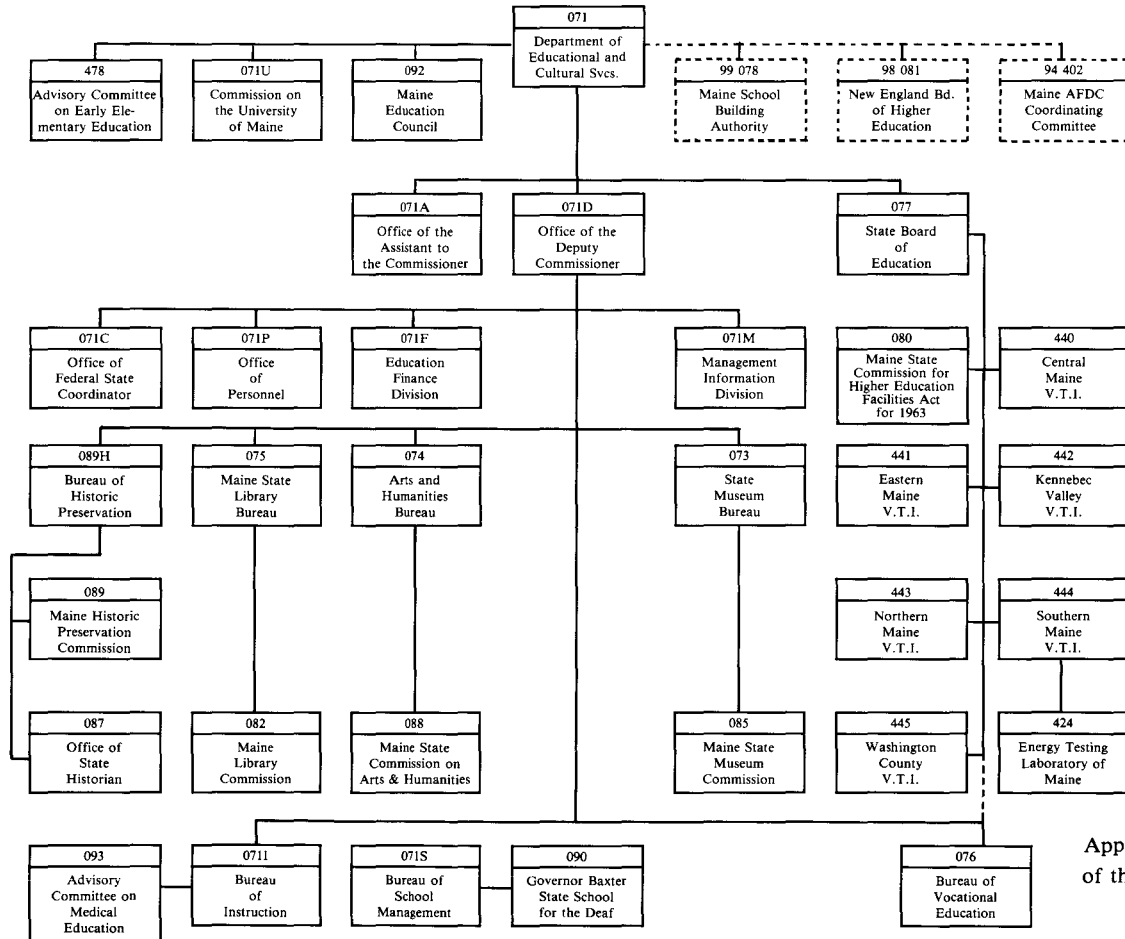 071
Department of
Educational and
Cultural Svcs.
478
Advisory Committee
on Early Ele-
mentary Education
071U
Commission on
the University
of Maine
092
Maine
Education
Council
99 078
Maine School
Building
Authority
98 081
New England Bd.
of Higher
Education
94 402
Maine AFDC
Coordinating
Committee
071A
Office of the
Assistant to
the Commissioner
071D
Office of the
Deputy
Commissioner
077
State Board
of
Education
071C
Office of
Federal State
Coordinator
071P
Office
of
Personnel
071F
Education
Finance
Division
071M
Management
Information
Division
080
Maine State
Commission for
Higher Education
Facilities Act
for 1963
440
Central
Maine
V.T.I.
089H
Bureau of
Historic
Preservation
075
Maine State
Library
Bureau
074
Arts and
Humanities
Bureau
073
State
Museum
Bureau
441
Eastern
Maine
V.T.I.
442
Kennebec
Valley
V.T.I.
089
Maine Historic
Preservation
Commission
443
Northern
Maine
V.T.I.
444
Southern
Maine
V.T.I.
087
Office of
State
Historian
082
Maine
Library
Commission
088
Maine State
Commission on
Arts & Humanities
085
Maine State
Museum
Commission
445
Washington
County
V.T.I.
424
Energy Testing
Laboratory of
Maine
093
Advisory
Committee on
Medical
Education
071I
Bureau
of
Instruction
071S
Bureau of
School
Management
090
Governor Baxter
State School
for the Deaf
076
Bureau of
Vocational
Education
App
of th